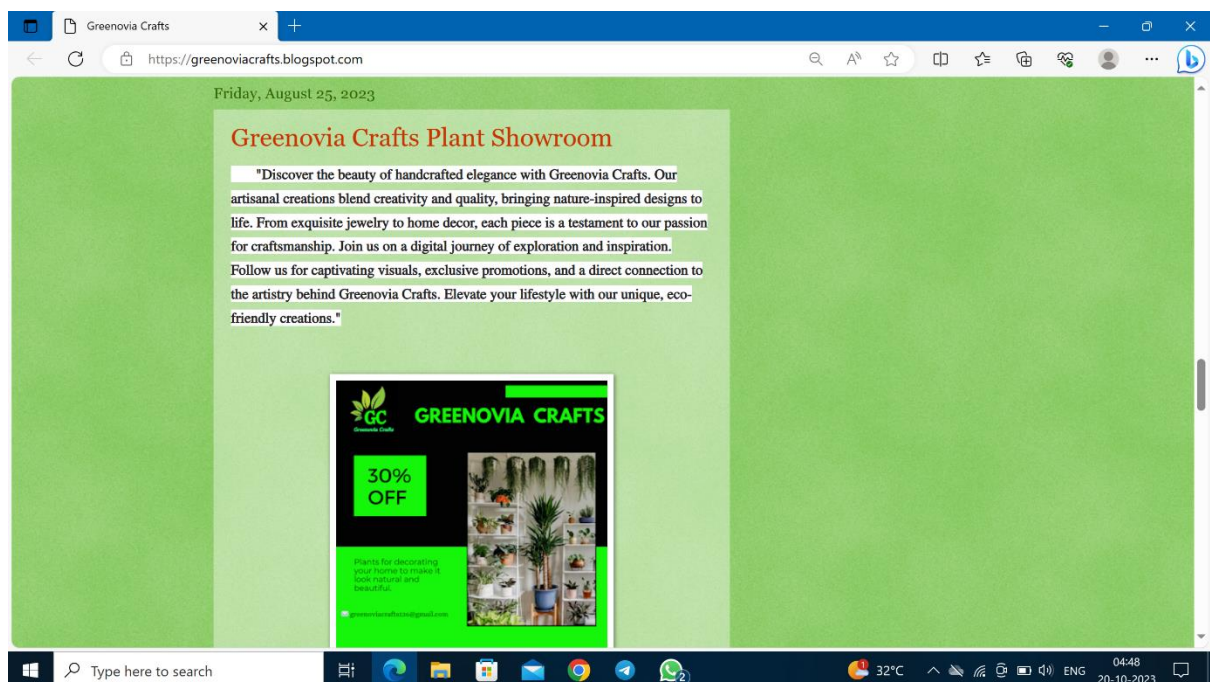 Greenovia Crafts
https://greenoviacrafts.blogspot.com
Friday, August 25, 2023
Greenovia Crafts Plant Showroom
"Discover the beauty of handcrafted elegance with Greenovia Crafts. Our
artisanal creations blend creativity and quality, bringing nature-inspired designs to
life. From exquisite jewelry to home decor, each piece is a testament to our passion
for craftsmanship. Join us on a digital journey of exploration and inspiration.
Follow us for captivating visuals, exclusive promotions, and a direct connection to
the artistry behind Greenovia Crafts. Elevate your lifestyle with our unique, eco-
friendly creations."
GC
Greenovia Crafts
GREENOVIA CRAFTS
30%
OFF
Plants for decorating
your home to make it
look natural and
beautiful.
Type here to search
2
1
32°C
ENG
04:48
20-10-2023